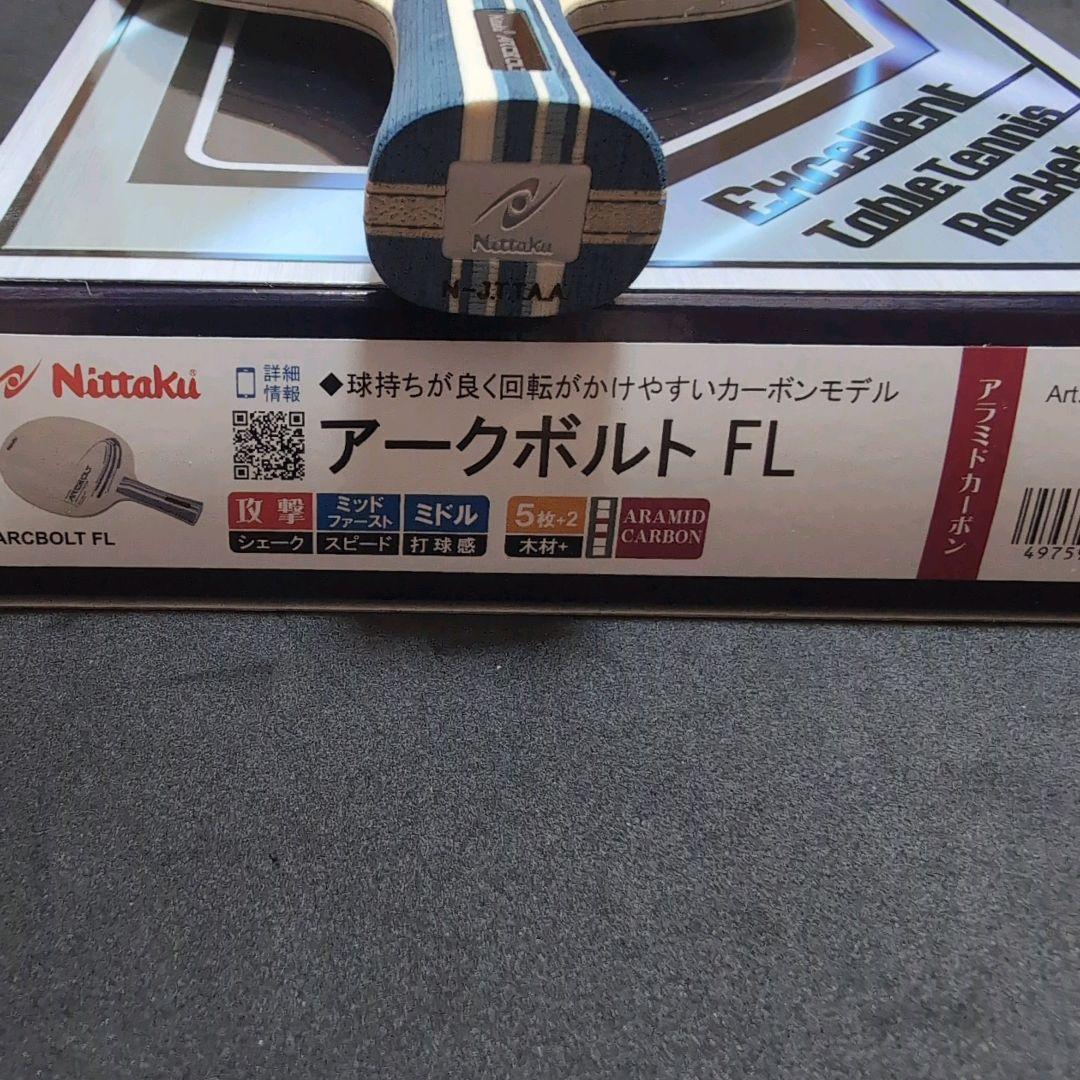 ARCBOLT
Excellent
Table Tennis
Racket
Nittaku
N-JTTAA
Nittaku
詳細
情報
◆球持ちが良く回転がかけやすいカーボンモデル
アークボルト FL
攻撃
シェーク
ミッド
ファースト
スピード
ミドル
打球感
5枚+2
木材+
ARAMID
CARBON
ARCBOLT FL
アラミドカーボン
Art.
4975